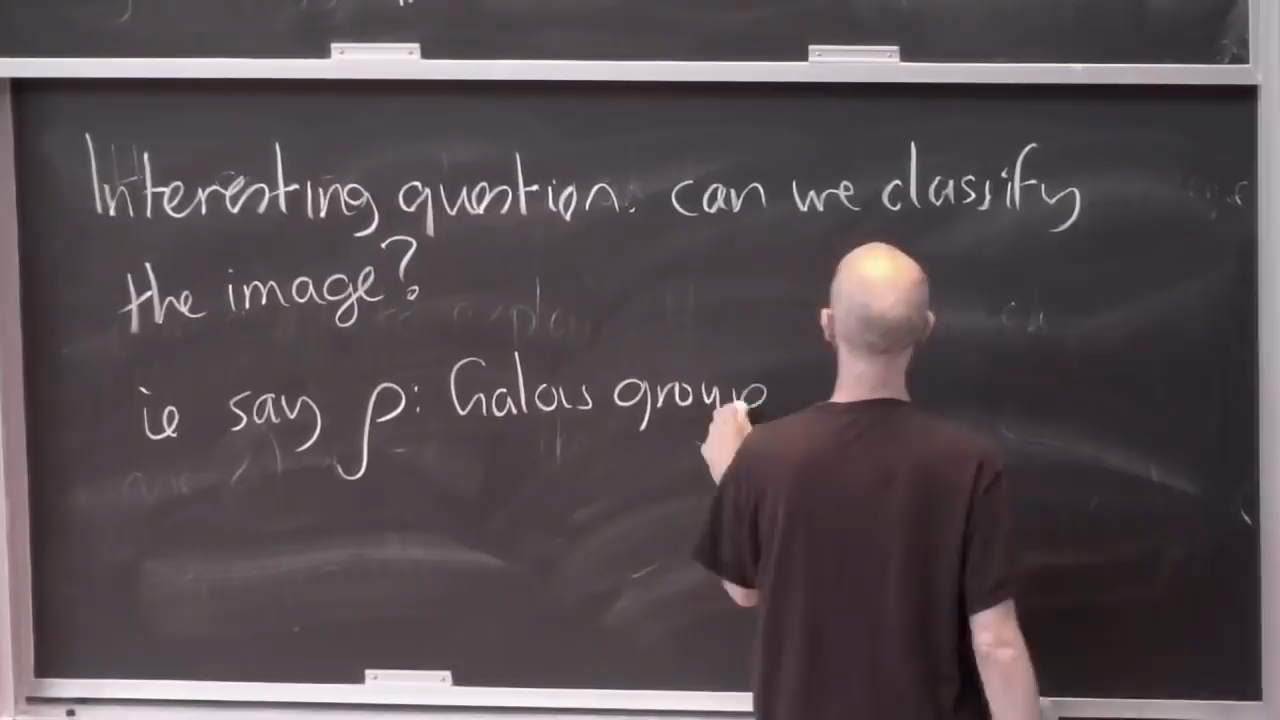 Interesting question: can we classify
the image?
ie say ρ: Galois group